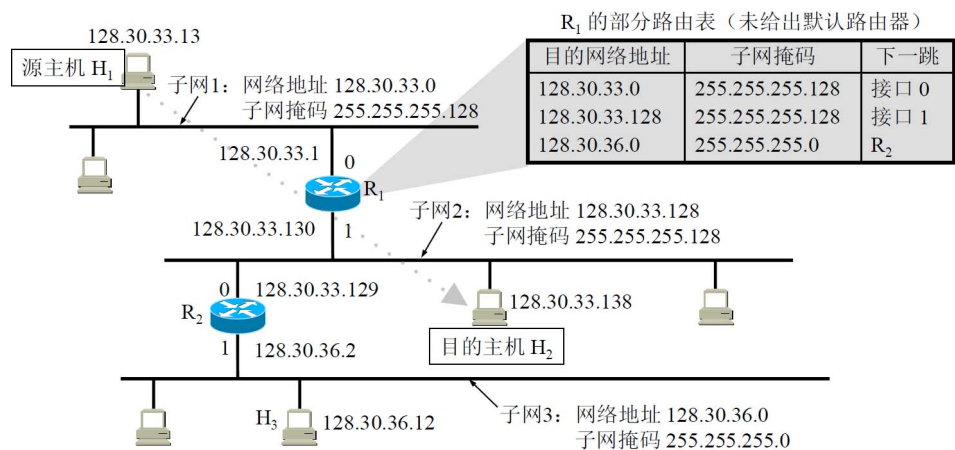 R1 的部分路由表（未给出默认路由器）
目的网络地址 子网掩码 下一跳
128.30.33.0 255.255.255.128 接口 0
128.30.33.128 255.255.255.128 接口 1
128.30.36.0 255.255.255.0 R2
128.30.33.13
源主机 H1
子网1：网络地址 128.30.33.0
子网掩码 255.255.255.128
128.30.33.1
0
R1
128.30.33.130
1
子网2：网络地址 128.30.33.128
子网掩码 255.255.255.128
0
128.30.33.129
R2
128.30.33.138
目的主机 H2
1
128.30.36.2
H3
128.30.36.12
子网3：网络地址 128.30.36.0
子网掩码 255.255.255.0